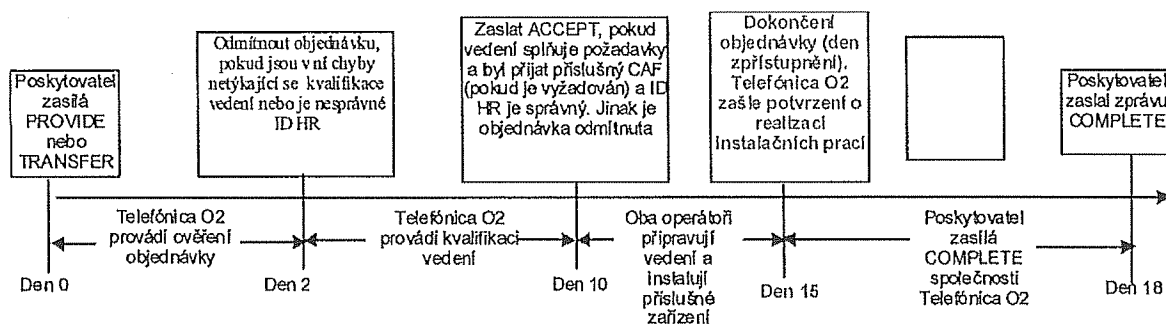 Poskytovatel
zasílá
PROVIDE
nebo
TRANSFER
Odmítnout objednávku,
pokud jsou v ní chyby
netýkající se kvalifikace
vedení nebo je nesprávné
ID HR
Zaslat ACCEPT, pokud
vedení splňuje požadavky
a byl přijat příslušný CAF
(pokud je vyžadován) a ID
HR je správný. Jinak je
objednávka odmítnuta
Dokončení
objednávky (den
zpřístupnění).
Telefónica O2
zašle potvrzení o
realizaci
instalačních prací
Poskytovatel
zaslal zprávu
COMPLETE
Telefónica O2
provádí ověření
objednávky
Telefónica O2
provádí kvalifikaci
vedení
Oba operátoři
připravují
vedení a
instalují
příslušné
zařízení
Poskytovatel
zasílá
COMPLETE
společnosti
Telefónica O2
Den 0
Den 2
Den 10
Den 15
Den 18